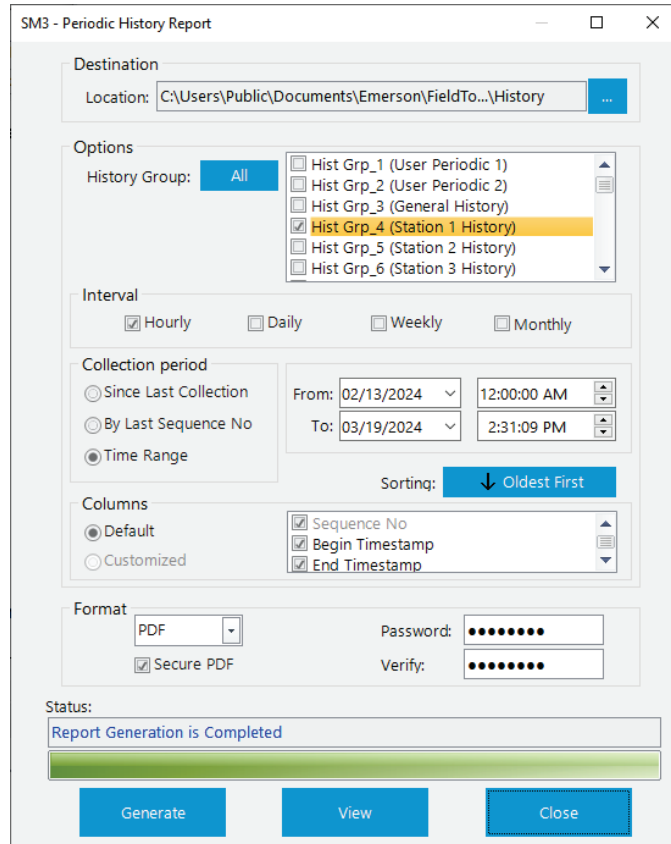 SM3 - Periodic History Report
Destination
Location: C:\Users\Public\Documents\Emerson\FieldTo...\History ...
Options
History Group: All
Hist Grp_1 (User Periodic 1)
Hist Grp_2 (User Periodic 2)
Hist Grp_3 (General History)
Hist Grp_4 (Station 1 History)
Hist Grp_5 (Station 2 History)
Hist Grp_6 (Station 3 History)
Interval
Hourly Daily Weekly Monthly
Collection period
Since Last Collection
By Last Sequence No
Time Range
From: 02/13/2024 12:00:00 AM
To: 03/19/2024 2:31:09 PM
Sorting: Oldest First
Columns
Default
Customized
Sequence No
Begin Timestamp
End Timestamp
Format
PDF
Secure PDF
Password: ●●●●●●●●
Verify: ●●●●●●●●
Status:
Report Generation is Completed
Generate View Close